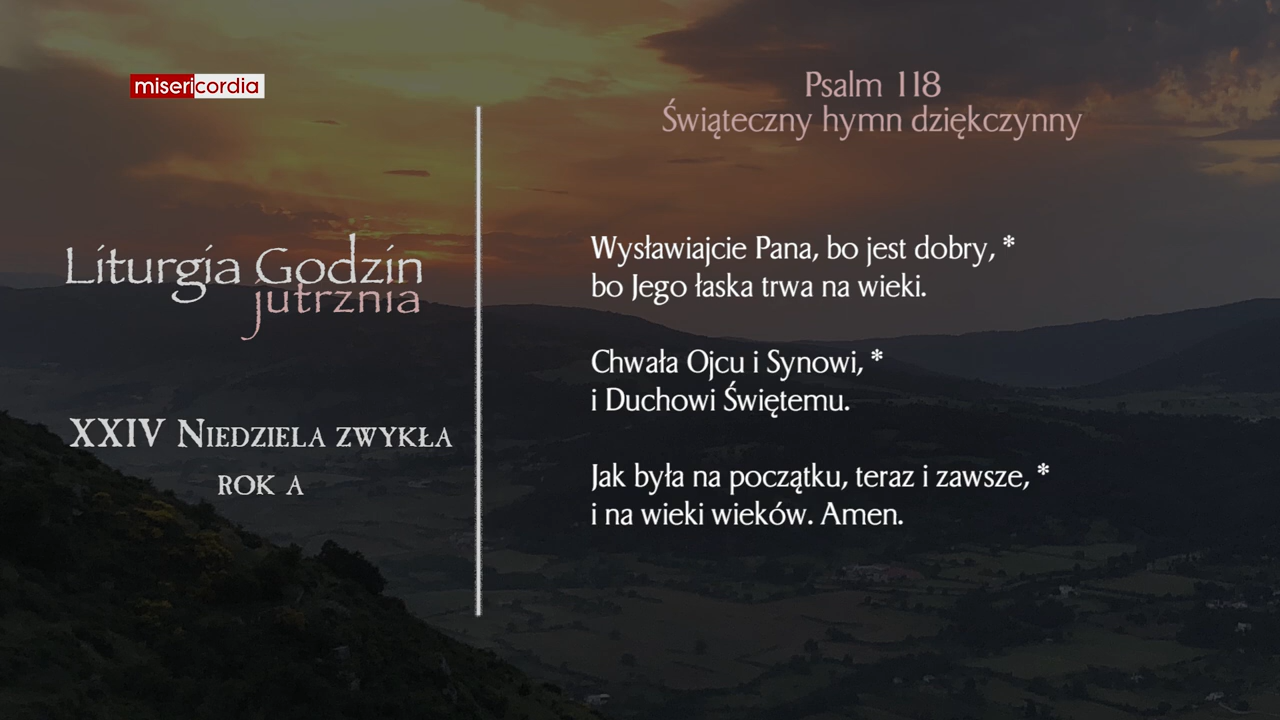 misericordia
Liturgia Godzin
jutrznia
XXIV Niedziela zwykła
rok A
Psalm 118
Świąteczny hymn dziękczynny
Wysławiajcie Pana, bo jest dobry, *
bo Jego łaska trwa na wieki.
Chwała Ojcu i Synowi, *
i Duchowi Świętemu.
Jak była na początku, teraz i zawsze, *
i na wieki wieków. Amen.